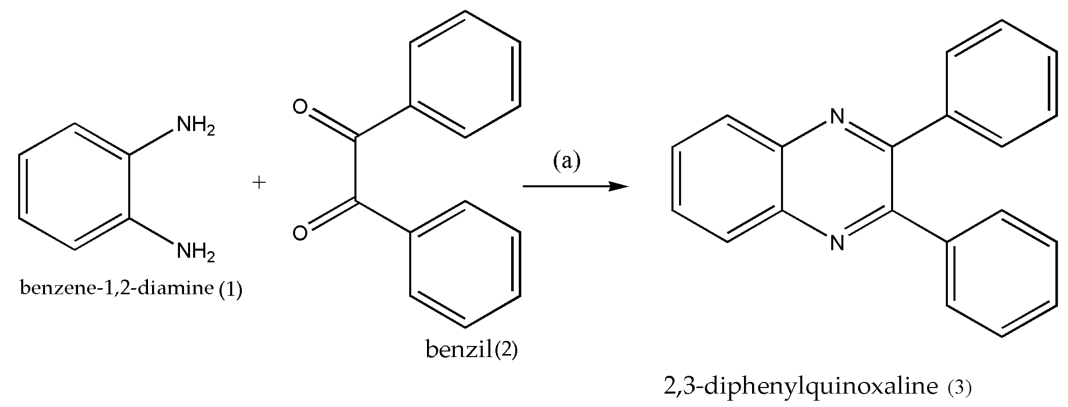 NH2
NH2
benzene-1,2-diamine (1)
+
O
O
benzil(2)
(a)
N
N
2,3-diphenylquinoxaline (3)